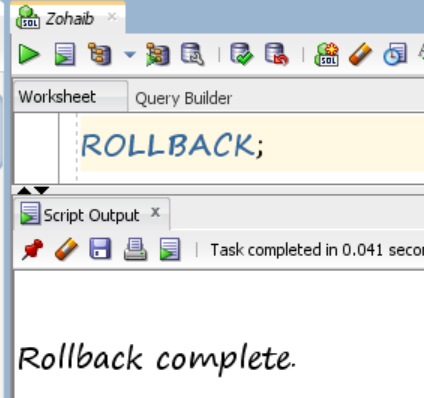 Zohaib
Worksheet Query Builder
ROLLBACK;
Script Output
Task completed in 0.041 secon
Rollback complete.